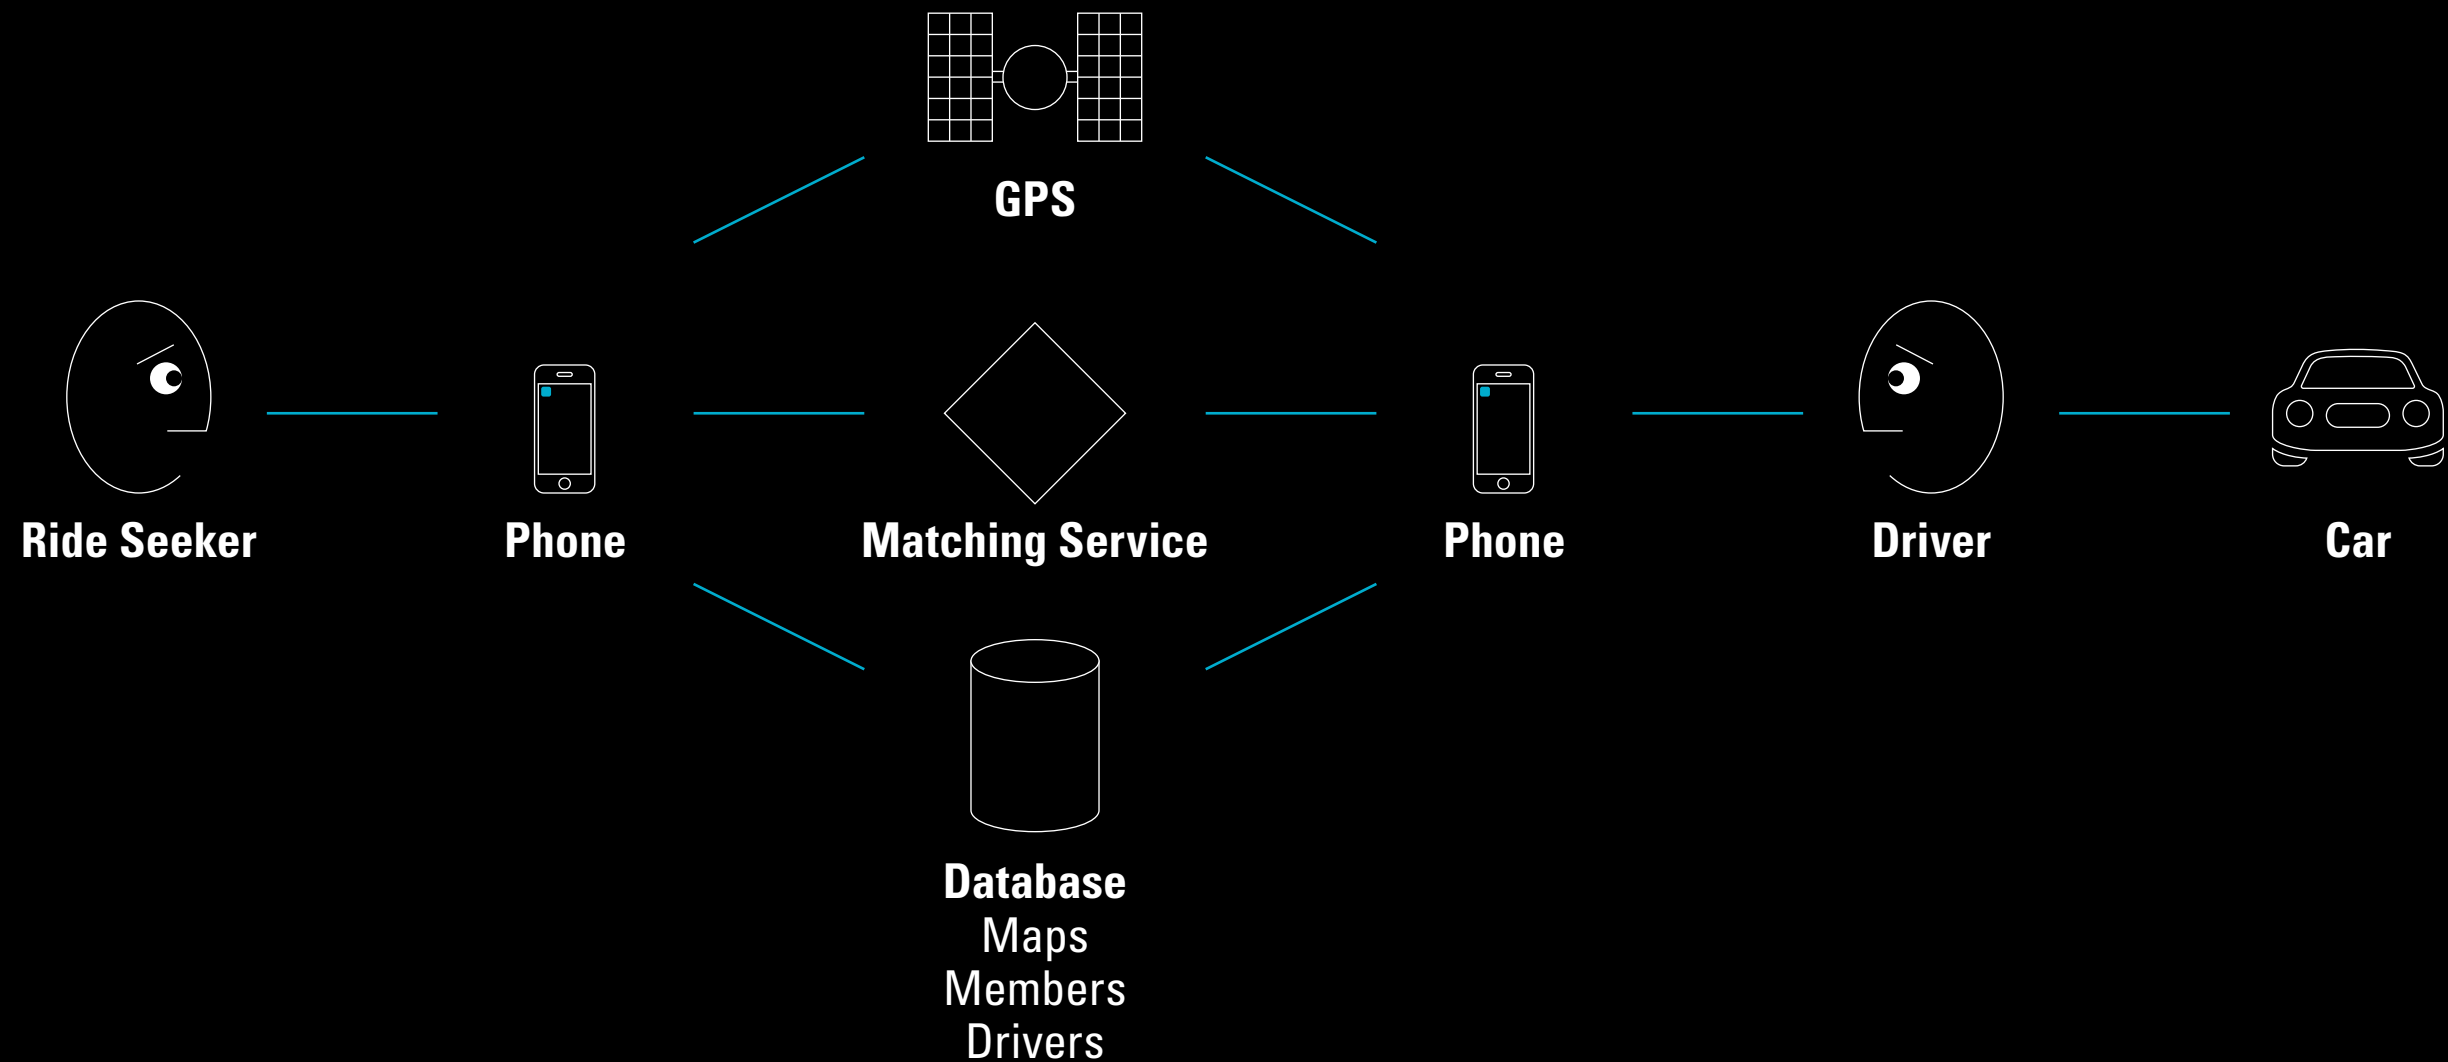 GPS
Ride Seeker
Phone
Matching Service
Phone
Driver
Car
Database
Maps
Members
Drivers